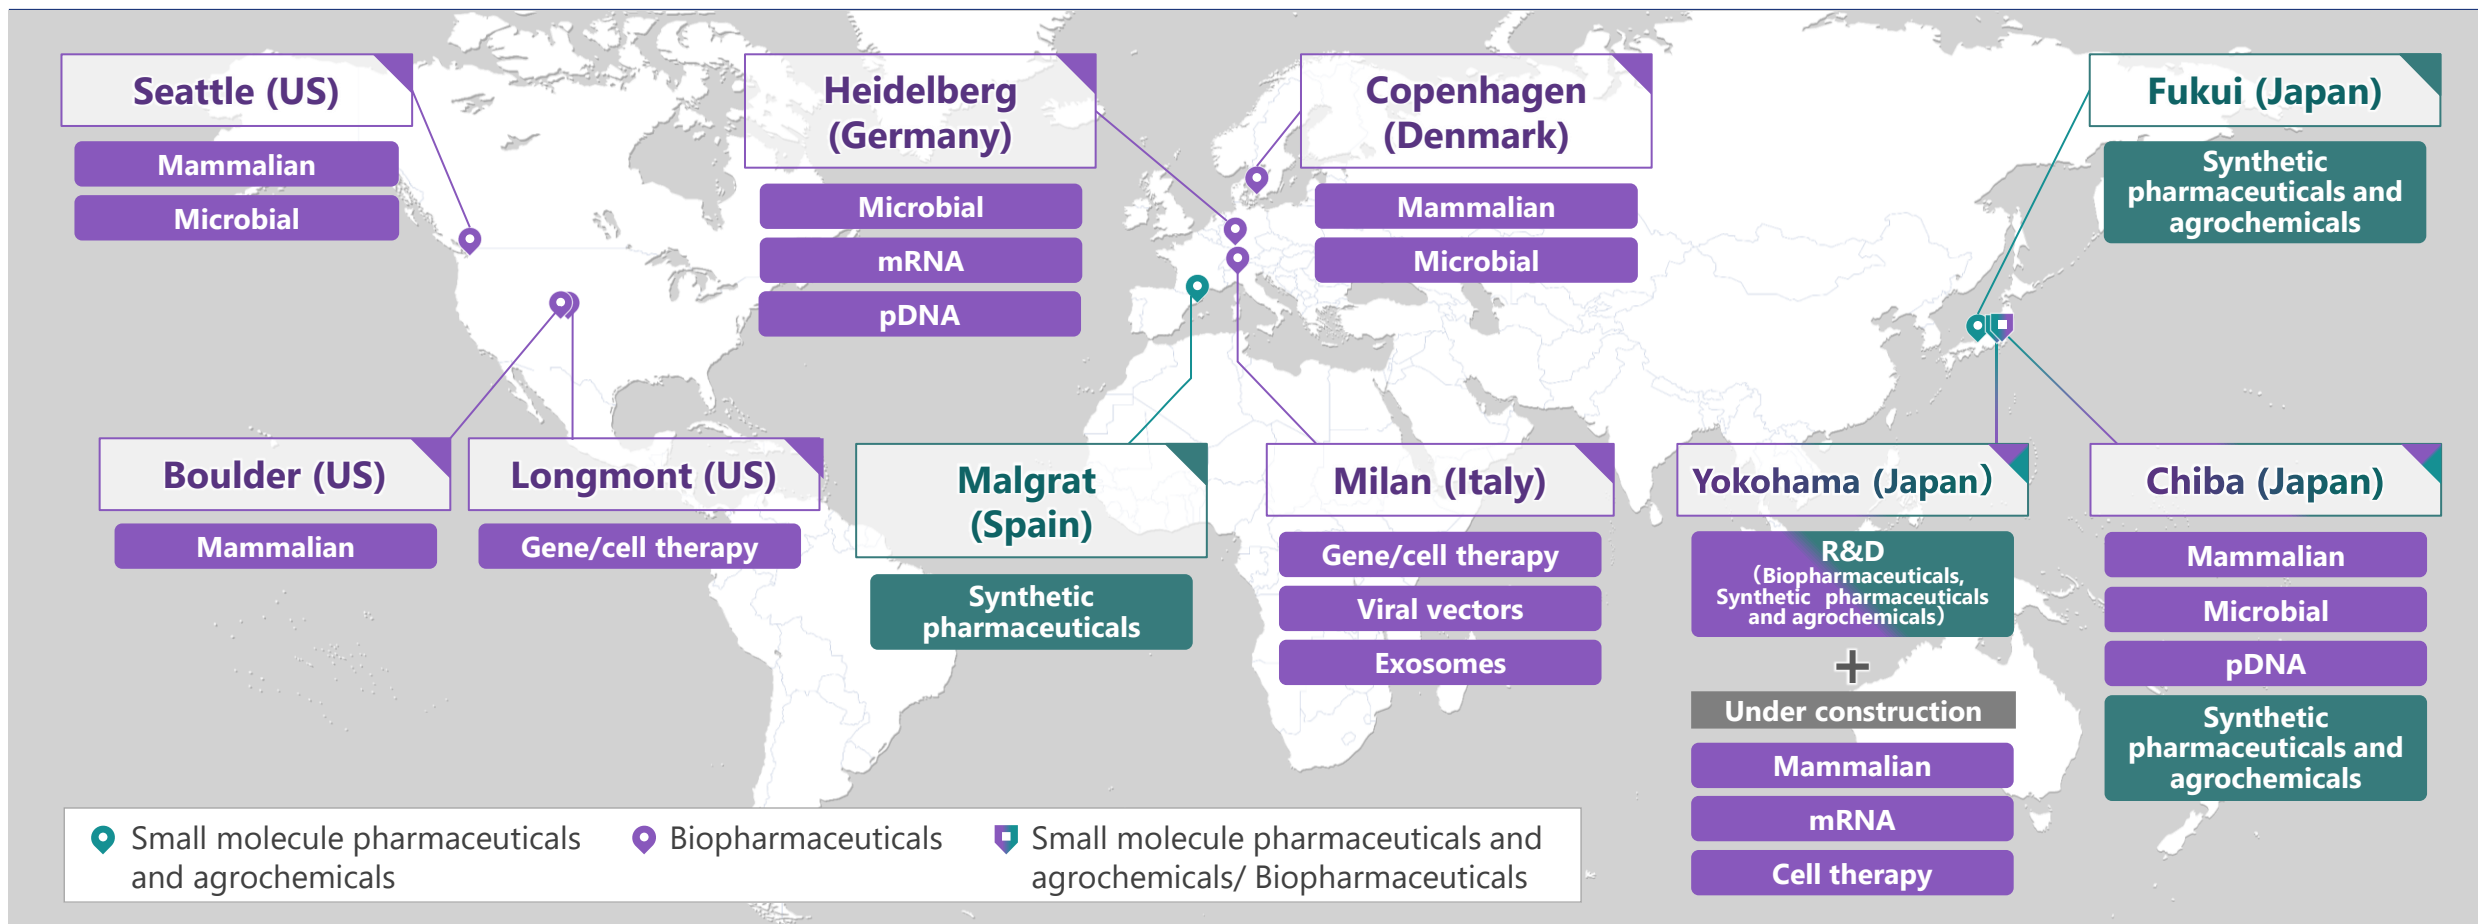 Seattle (US)
Mammalian
Microbial
Heidelberg
(Germany)
Microbial
mRNA
pDNA
Copenhagen
(Denmark)
Mammalian
Microbial
Fukui (Japan)
Synthetic
pharmaceuticals and
agrochemicals
Boulder (US)
Mammalian
Longmont (US)
Gene/cell therapy
Malgrat
(Spain)
Synthetic
pharmaceuticals
Milan (Italy)
Gene/cell therapy
Viral vectors
Exosomes
Yokohama (Japan）
R&D
（Biopharmaceuticals,
Synthetic pharmaceuticals
and agrochemicals）
+
Under construction
Mammalian
mRNA
Cell therapy
Chiba (Japan)
Mammalian
Microbial
pDNA
Synthetic
pharmaceuticals and
agrochemicals
Small molecule pharmaceuticals
and agrochemicals
Biopharmaceuticals
Small molecule pharmaceuticals and
agrochemicals/ Biopharmaceuticals